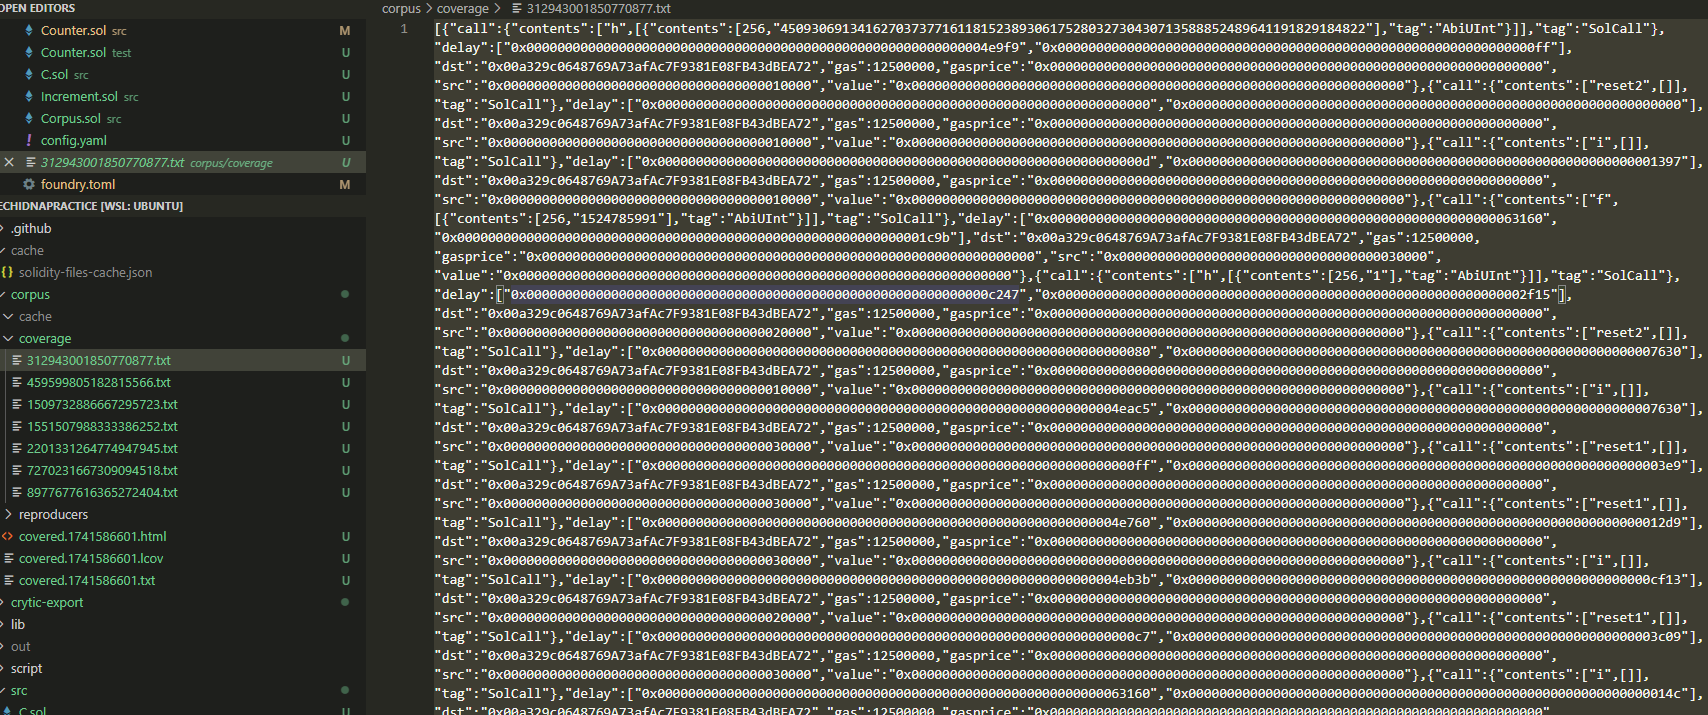 OPEN EDITORS
Counter.sol src M
Counter.sol test U
C.sol src U
Increment.sol src U
Corpus.sol src U
config.yaml U
312943001850770877.txt corpus/coverage U
foundry.toml M
ECHIDNAPRACTICE [WSL: UBUNTU]
.github
cache
solidity-files-cache.json
corpus
cache
coverage
312943001850770877.txt U
459599805182815566.txt U
1509732886667295723.txt U
1551507988333386252.txt U
2201331264774947945.txt U
7270231667309094518.txt U
8977677616365272404.txt U
reproducers
covered.1741586601.html U
covered.1741586601.lcov U
covered.1741586601.txt U
crytic-export
lib
out
script
src
C.sol U
corpus > coverage > 312943001850770877.txt
1
[{"call":{"contents":["h",[{"contents":[256,"45093069134162703737716118152389306175280327304307135888524896411918291848​22"],"tag":"AbiUInt"}]],"tag":"SolCall"},
"delay":["0x000000000000000000000000000000000000000000000000000000000004e9f9","0x00000000000000000000000000000000000000000000000000000000000000ff"],
"dst":"0x00a329c0648769A73afAc7F9381E08FB43dBEA72","gas":12500000,"gasprice":"0x0000000000000000000000000000000000000000000000000000000000000000",
"src":"0x0000000000000000000000000000000000010000","value":"0x0000000000000000000000000000000000000000000000000000000000000000"},{"call":{"contents":["reset2",[]],
"tag":"SolCall"},"delay":["0x0000000000000000000000000000000000000000000000000000000000000000","0x0000000000000000000000000000000000000000000000000000000000000000"],
"dst":"0x00a329c0648769A73afAc7F9381E08FB43dBEA72","gas":12500000,"gasprice":"0x0000000000000000000000000000000000000000000000000000000000000000",
"src":"0x0000000000000000000000000000000000010000","value":"0x0000000000000000000000000000000000000000000000000000000000000000"},{"call":{"contents":["i",[]],
"tag":"SolCall"},"delay":["0x000000000000000000000000000000000000000000000000000000000000000d","0x0000000000000000000000000000000000000000000000000000000000001397"],
"dst":"0x00a329c0648769A73afAc7F9381E08FB43dBEA72","gas":12500000,"gasprice":"0x0000000000000000000000000000000000000000000000000000000000000000",
"src":"0x0000000000000000000000000000000000010000","value":"0x0000000000000000000000000000000000000000000000000000000000000000"},{"call":{"contents":["f",
[{"contents":[256,"1524785991"],"tag":"AbiUInt"}]],"tag":"SolCall"},"delay":["0x0000000000000000000000000000000000000000000000000000000000063160",
"0x0000000000000000000000000000000000000000000000000000000000001c9b"],"dst":"0x00a329c0648769A73afAc7F9381E08FB43dBEA72","gas":12500000,
"gasprice":"0x0000000000000000000000000000000000000000000000000000000000000000","src":"0x0000000000000000000000000000000000030000",
"value":"0x0000000000000000000000000000000000000000000000000000000000000000"},{"call":{"contents":["h",[{"contents":[256,"1"],"tag":"AbiUInt"}]],"tag":"SolCall"},
"delay":["0x000000000000000000000000000000000000000000000000000000000000c247","0x0000000000000000000000000000000000000000000000000000000000002f15"],
"dst":"0x00a329c0648769A73afAc7F9381E08FB43dBEA72","gas":12500000,"gasprice":"0x0000000000000000000000000000000000000000000000000000000000000000",
"src":"0x0000000000000000000000000000000000020000","value":"0x0000000000000000000000000000000000000000000000000000000000000000"},{"call":{"contents":["reset2",[]],
"tag":"SolCall"},"delay":["0x0000000000000000000000000000000000000000000000000000000000000080","0x0000000000000000000000000000000000000000000000000000000000007630"],
"dst":"0x00a329c0648769A73afAc7F9381E08FB43dBEA72","gas":12500000,"gasprice":"0x0000000000000000000000000000000000000000000000000000000000000000",
"src":"0x0000000000000000000000000000000000010000","value":"0x0000000000000000000000000000000000000000000000000000000000000000"},{"call":{"contents":["i",[]],
"tag":"SolCall"},"delay":["0x000000000000000000000000000000000000000000000000000000000004eac5","0x0000000000000000000000000000000000000000000000000000000000007630"],
"dst":"0x00a329c0648769A73afAc7F9381E08FB43dBEA72","gas":12500000,"gasprice":"0x0000000000000000000000000000000000000000000000000000000000000000",
"src":"0x0000000000000000000000000000000000030000","value":"0x0000000000000000000000000000000000000000000000000000000000000000"},{"call":{"contents":["reset1",[]],
"tag":"SolCall"},"delay":["0x00000000000000000000000000000000000000000000000000000000000000ff","0x00000000000000000000000000000000000000000000000000000000000003e9"],
"dst":"0x00a329c0648769A73afAc7F9381E08FB43dBEA72","gas":12500000,"gasprice":"0x0000000000000000000000000000000000000000000000000000000000000000",
"src":"0x0000000000000000000000000000000000030000","value":"0x0000000000000000000000000000000000000000000000000000000000000000"},{"call":{"contents":["reset1",[]],
"tag":"SolCall"},"delay":["0x000000000000000000000000000000000000000000000000000000000004e760","0x00000000000000000000000000000000000000000000000000000000000012d9"],
"dst":"0x00a329c0648769A73afAc7F9381E08FB43dBEA72","gas":12500000,"gasprice":"0x0000000000000000000000000000000000000000000000000000000000000000",
"src":"0x0000000000000000000000000000000000030000","value":"0x0000000000000000000000000000000000000000000000000000000000000000"},{"call":{"contents":["i",[]],
"tag":"SolCall"},"delay":["0x000000000000000000000000000000000000000000000000000000000004eb3b","0x000000000000000000000000000000000000000000000000000000000000cf13"],
"dst":"0x00a329c0648769A73afAc7F9381E08FB43dBEA72","gas":12500000,"gasprice":"0x0000000000000000000000000000000000000000000000000000000000000000",
"src":"0x0000000000000000000000000000000000020000","value":"0x0000000000000000000000000000000000000000000000000000000000000000"},{"call":{"contents":["reset1",[]],
"tag":"SolCall"},"delay":["0x00000000000000000000000000000000000000000000000000000000000000c7","0x0000000000000000000000000000000000000000000000000000000000003c09"],
"dst":"0x00a329c0648769A73afAc7F9381E08FB43dBEA72","gas":12500000,"gasprice":"0x0000000000000000000000000000000000000000000000000000000000000000",
"src":"0x0000000000000000000000000000000000030000","value":"0x0000000000000000000000000000000000000000000000000000000000000000"},{"call":{"contents":["i",[]],
"tag":"SolCall"},"delay":["0x0000000000000000000000000000000000000000000000000000000000063160","0x000000000000000000000000000000000000000000000000000000000000014c"],
"dst":"0x00a329c0648769A73afAc7F9381E08FB43dBEA72","gas":12500000,"gasprice":"0x0000000000000000000000000000000000000000000000000000000000000000",